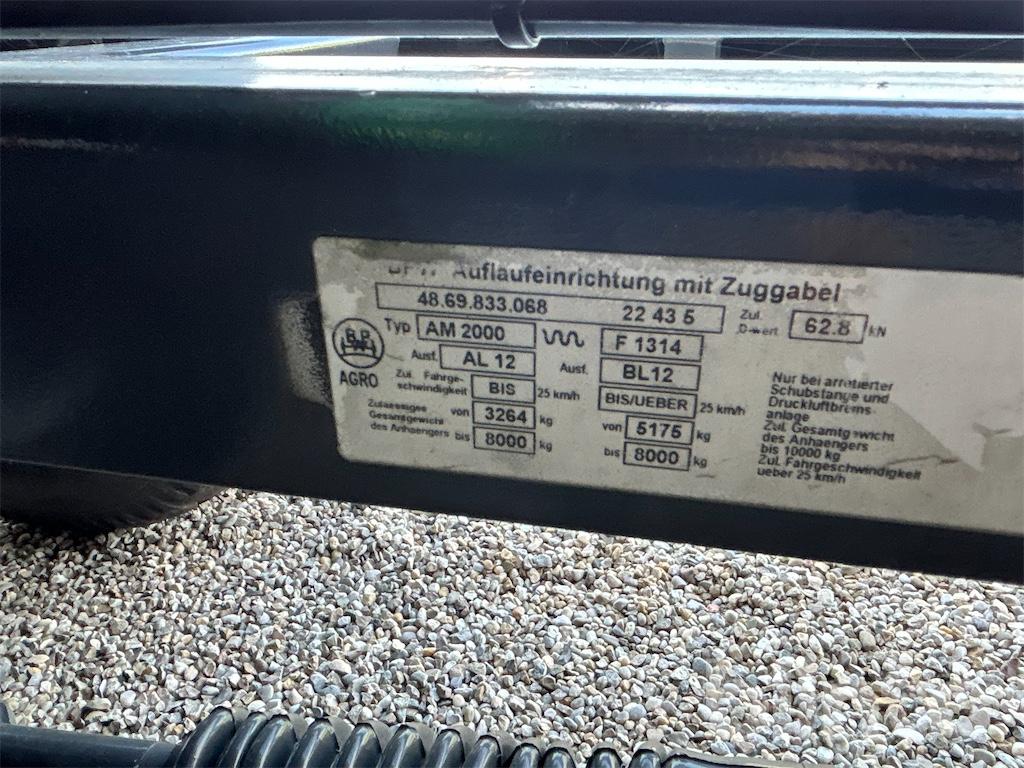 BPW Auflaufeinrichtung mit Zuggabel
48.69.833.068 22 43 5 Zul. D-wert 62.8 kN
Typ AM 2000 F 1314
Ausf. AL 12 Ausf. BL12
BPW
AGRO
Zul. Fahrge-
schwindigkeit BIS 25 km/h BIS/UEBER 25 km/h
Zulaessiges
Gesamtgewicht
des Anhaengers
von 3264 kg von 5175 kg
bis 8000 kg bis 8000 kg
Nur bei arretierter
Schubstange und
Druckluftbrems-
anlage
Zul. Gesamtgewicht
des Anhaengers
bis 10000 kg
Zul. Fahrgeschwindigkeit
ueber 25 km/h